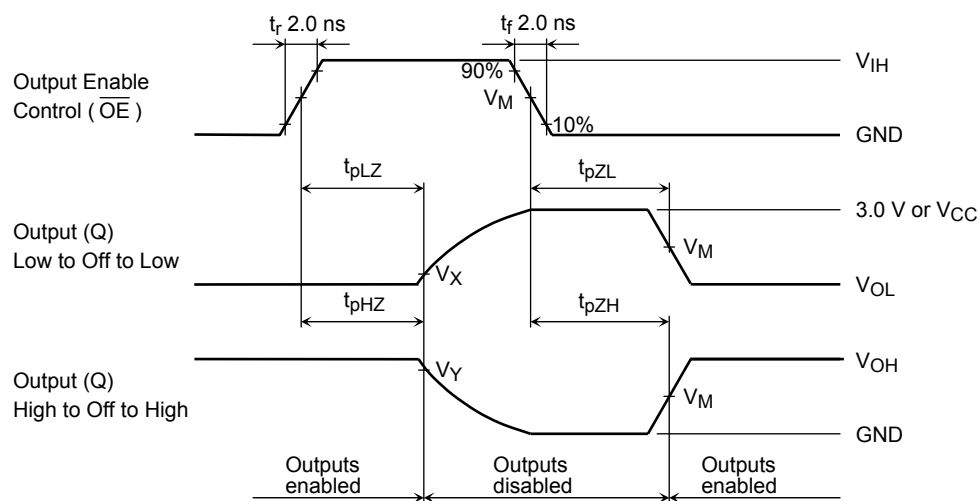 tr 2.0 ns
tf 2.0 ns
Output Enable
Control ( OE )
90%
VM
10%
VIH
GND
tpLZ
tpZL
Output (Q)
Low to Off to Low
VX
VM
3.0 V or VCC
VOL
tpHZ
tpZH
Output (Q)
High to Off to High
VY
VM
VOH
GND
Outputs
enabled
Outputs
disabled
Outputs
enabled